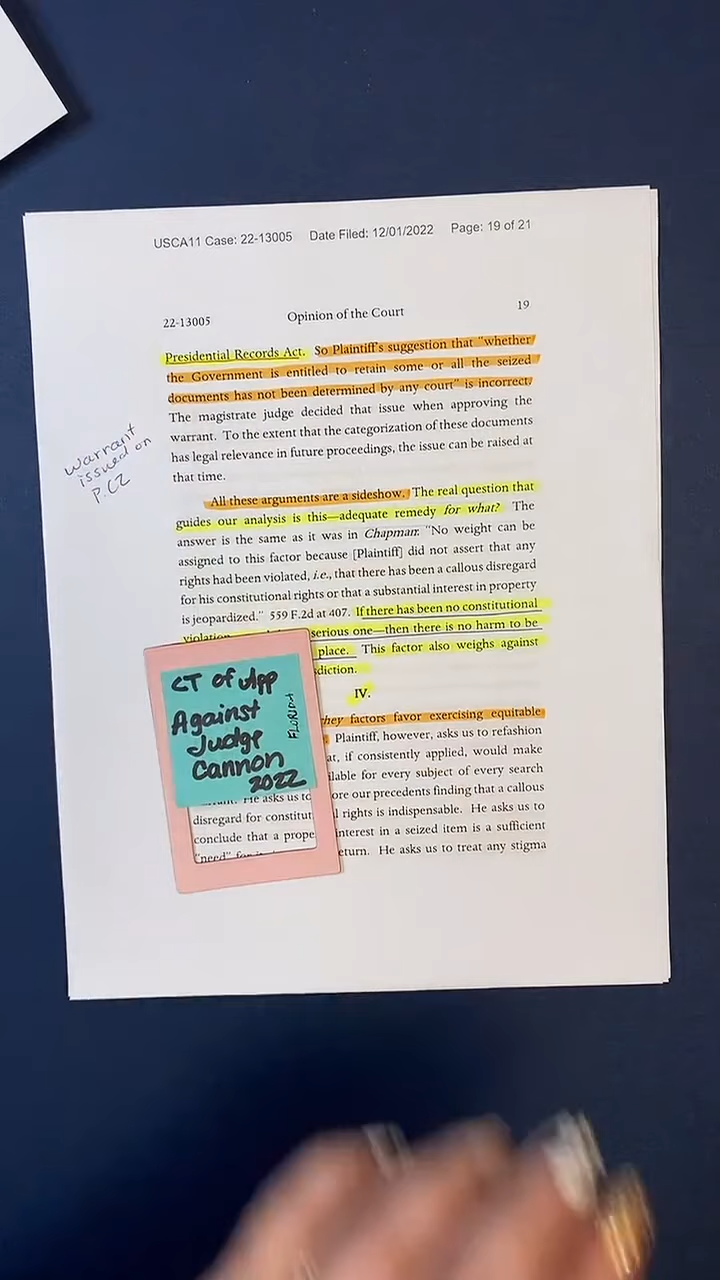 USCA11 Case: 22-13005 Date Filed: 12/01/2022 Page: 19 of 21
22-13005 Opinion of the Court 19
Presidential Records Act. So Plaintiff's suggestion that "whether
the Government is entitled to retain some or all the seized
documents has not been determined by any court" is incorrect.
The magistrate judge decided that issue when approving the
warrant. To the extent that the categorization of these documents
has legal relevance in future proceedings, the issue can be raised at
that time.
warrant
issued on
P.C
All these arguments are a sideshow. The real question that
guides our analysis is this—adequate remedy for what? The
answer is the same as it was in Chapman: "No weight can be
assigned to this factor because [Plaintiff] did not assert that any
rights had been violated, i.e., that there has been a callous disregard
for his constitutional rights or that a substantial interest in property
is jeopardized." 559 F.2d at 407. If there has been no constitutional
violation serious one—then there is no harm to be
place. This factor also weighs against
diction.
IV.
hey factors favor exercising equitable
Plaintiff, however, asks us to refashion
at, if consistently applied, would make
ilable for every subject of every search
He asks us to ore our precedents finding that a callous
disregard for constitut l rights is indispensable. He asks us to
conclude that a prope interest in a seized item is a sufficient
"need" eturn. He asks us to treat any stigma
CT of App
Against
Judge
Cannon
2022
FLORIDA